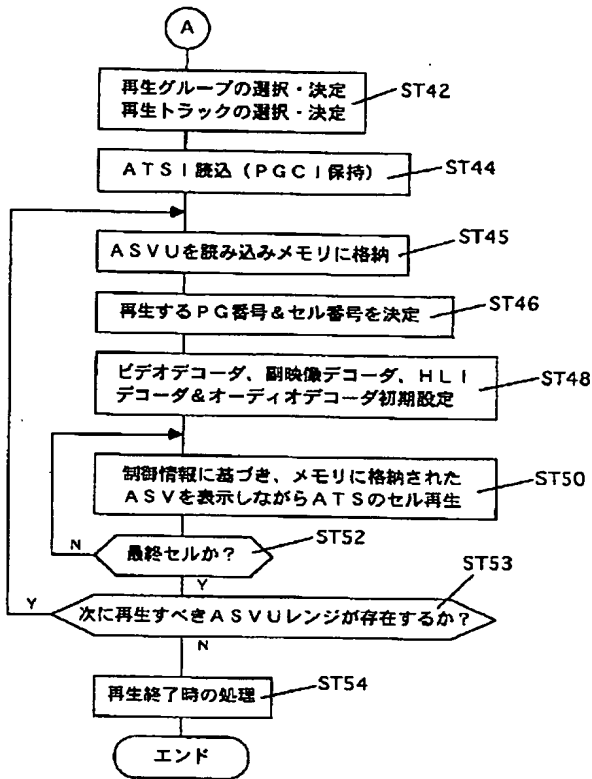 A
再生グループの選択・決定
再生トラックの選択・決定
ST42
ATSI読込(PGCI保持)
ST44
ASVUを読み込みメモリに格納
ST45
再生するPG番号&セル番号を決定
ST46
ビデオデコーダ、副映像デコーダ、HLI
デコーダ&オーディオデコーダ初期設定
ST48
制御情報に基づき、メモリに格納された
ASVを表示しながらATSのセル再生
ST50
N
最終セルか?
ST52
Y
ST53
Y
次に再生すべきASVUレンジが存在するか?
N
再生終了時の処理
ST54
エンド